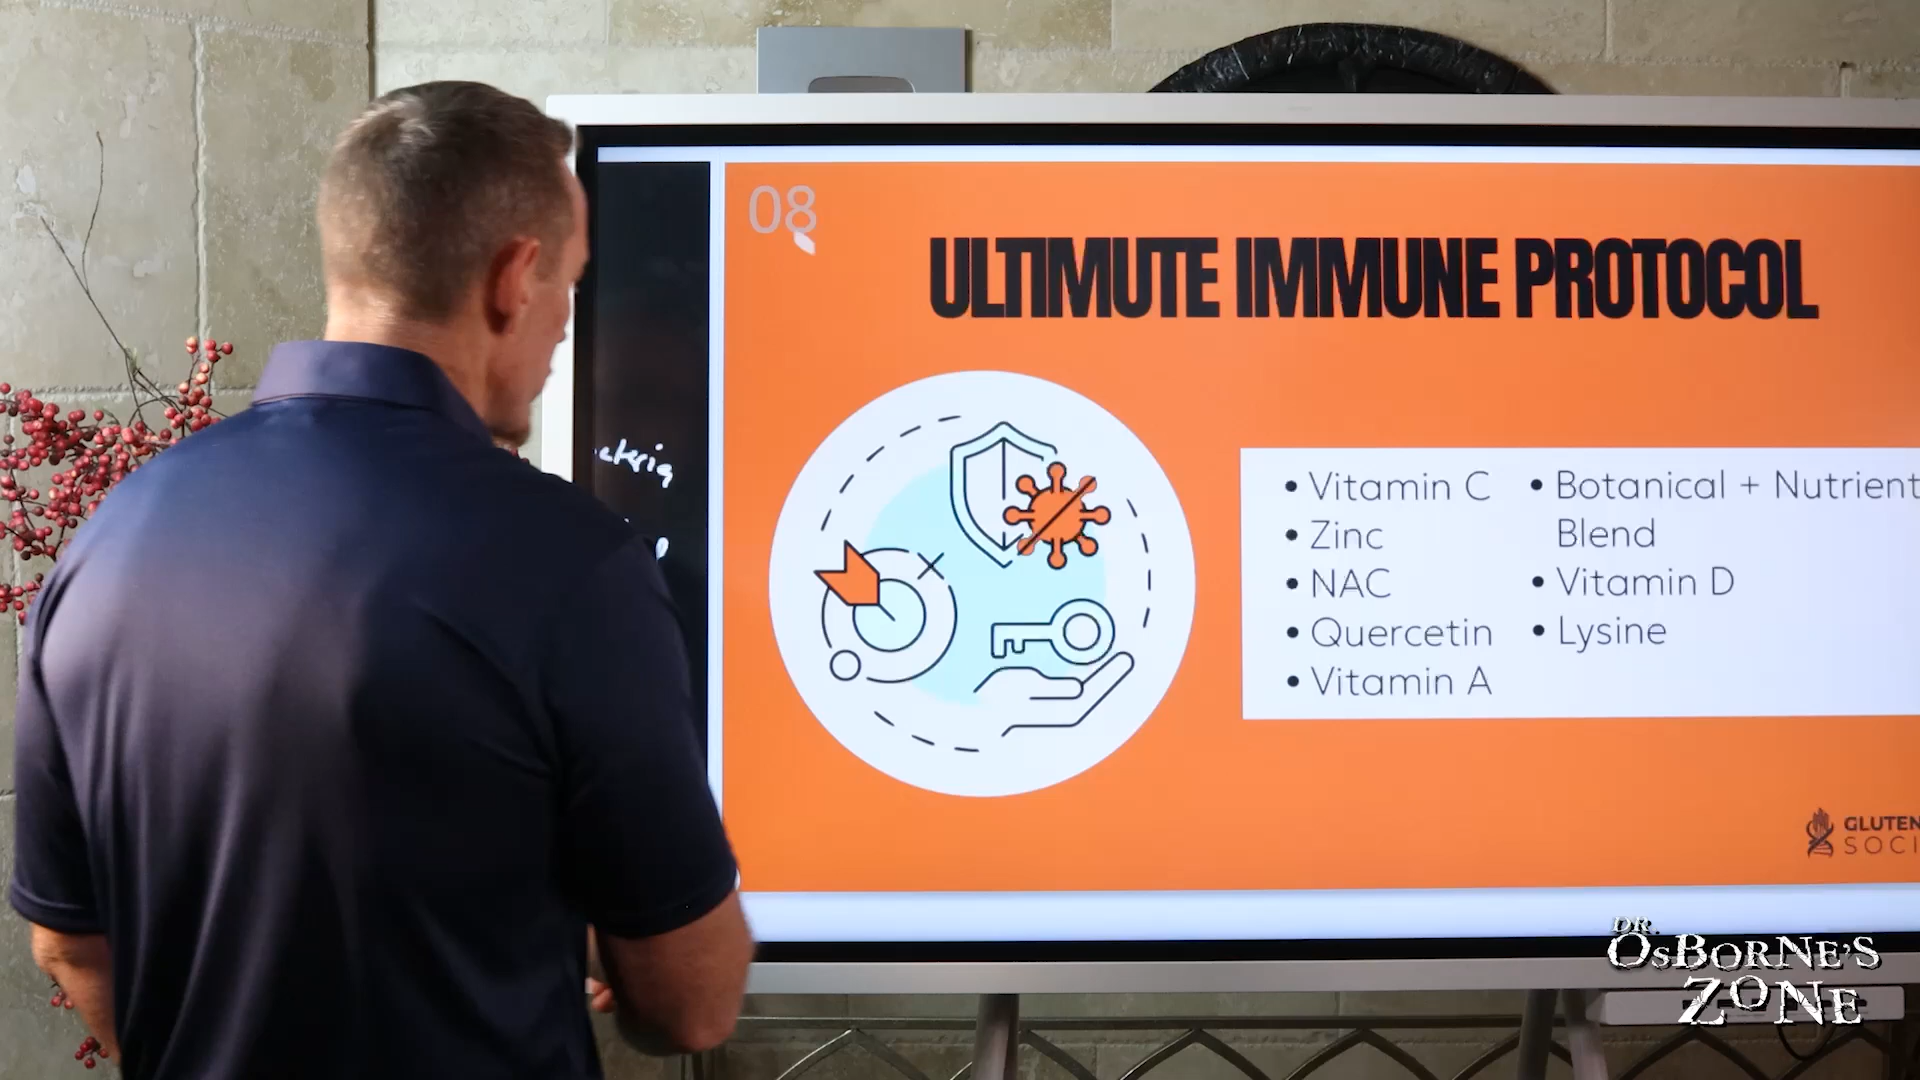 08
ULTIMUTE IMMUNE PROTOCOL
• Vitamin C
• Zinc
• NAC
• Quercetin
• Vitamin A
• Botanical + Nutrient
Blend
• Vitamin D
• Lysine
GLUTEN
SOCI
DR.
OSBORNE'S
ZONE